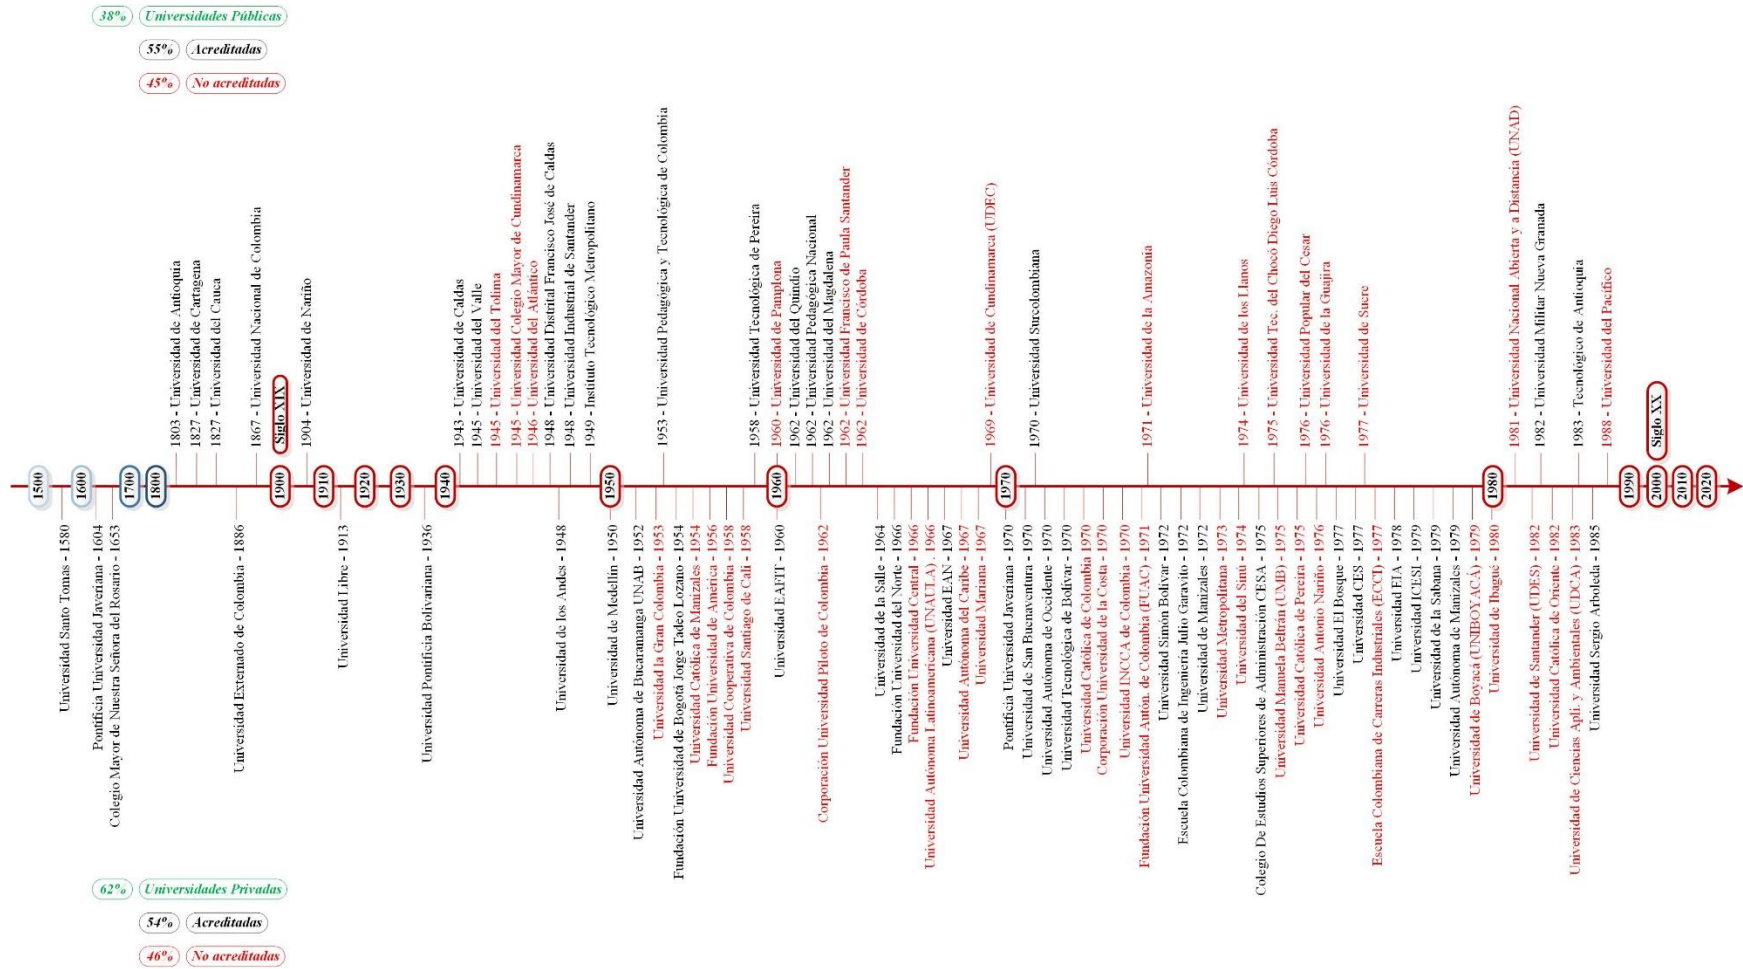 38% Universidades Públicas
55% Acreditadas
45% No acreditadas
1803 - Universidad de Antioquia
1827 - Universidad de Cartagena
1827 - Universidad del Cauca
1867 - Universidad Nacional de Colombia
Siglo XIX
1904 - Universidad de Nariño
1943 - Universidad de Caldas
1945 - Universidad del Valle
1945 - Universidad del Tolima
1945 - Universidad Colegio Mayor de Cundinamarca
1946 - Universidad del Atlántico
1948 - Universidad Distrital Francisco José de Caldas
1948 - Universidad Industrial de Santander
1949 - Instituto Tecnológico Metropolitano
1953 - Universidad Pedagógica y Tecnológica de Colombia
1958 - Universidad Tecnológica de Pereira
1960 - Universidad de Pamplona
1962 - Universidad del Quindío
1962 - Universidad Pedagógica Nacional
1962 - Universidad del Magdalena
1962 - Universidad Francisco de Paula Santander
1962 - Universidad de Córdoba
1969 - Universidad de Cundinamarca (UDEC)
1970 - Universidad Surcolombiana
1971 - Universidad de la Amazonia
1974 - Universidad de los Llanos
1975 - Universidad Tec. del Chocó Diego Luis Córdoba
1976 - Universidad Popular del Cesar
1976 - Universidad de la Guajira
1977 - Universidad de Sucre
1981 - Universidad Nacional Abierta y a Distancia (UNAD)
1982 - Universidad Militar Nueva Granada
1983 - Tecnológico de Antioquia
1988 - Universidad del Pacífico
Siglo XX
1500
1600
1700
1800
1900
1910
1920
1930
1940
1950
1960
1970
1980
1990
2000
2010
2020
Universidad Santo Tomas - 1580
Pontificia Universidad Javeriana - 1604
Colegio Mayor de Nuestra Señora del Rosario - 1653
Universidad Externado de Colombia - 1886
Universidad Libre - 1913
Universidad Pontificia Bolivariana - 1936
Universidad de los Andes - 1948
Universidad de Medellín - 1950
Universidad Autónoma de Bucaramanga UNAB - 1952
Universidad la Gran Colombia - 1953
Fundación Universidad de Bogotá Jorge Tadeo Lozano - 1954
Universidad Católica de Manizales - 1954
Fundación Universidad de América - 1956
Universidad Cooperativa de Colombia - 1958
Universidad Santiago de Cali - 1958
Universidad EAFIT - 1960
Corporación Universidad Piloto de Colombia - 1962
Universidad de la Salle - 1964
Fundación Universidad del Norte - 1966
Fundación Universidad Central - 1966
Universidad Autónoma Latinoamericana (UNAULA) . 1966
Universidad EAN - 1967
Universidad Autónoma del Caribe - 1967
Universidad Mariana - 1967
Pontificia Universidad Javeriana - 1970
Universidad de San Buenaventura - 1970
Universidad Autónoma de Occidente - 1970
Universidad Tecnológica de Bolívar - 1970
Universidad Católica de Colombia 1970
Corporación Universidad de la Costa - 1970
Universidad INCCA de Colombia - 1970
Fundación Universidad Autón. de Colombia (FUAC) - 1971
Universidad Simón Bolívar - 1972
Escuela Colombiana de Ingeniería Julio Garavito - 1972
Universidad de Manizales - 1972
Universidad Metropolitana - 1973
Universidad del Sinú - 1974
Colegio De Estudios Superiores de Administración CESA - 1975
Universidad Manuela Beltrán (UMB) - 1975
Universidad Católica de Pereira - 1975
Universidad Antonio Nariño - 1976
Universidad El Bosque - 1977
Universidad CES - 1977
Escuela Colombiana de Carreras Industriales (ECCI) - 1977
Universidad EIA - 1978
Universidad ICESI - 1979
Universidad de la Sabana - 1979
Universidad Autónoma de Manizales - 1979
Universidad de Boyacá (UNIBOYACÁ) - 1979
Universidad de Ibagué - 1980
Universidad de Santander (UDES) - 1982
Universidad Católica de Oriente - 1982
Universidad de Ciencias Apli. y Ambientales (UDCA) - 1983
Universidad Sergio Arboleda - 1985
62% Universidades Privadas
54% Acreditadas
46% No acreditadas